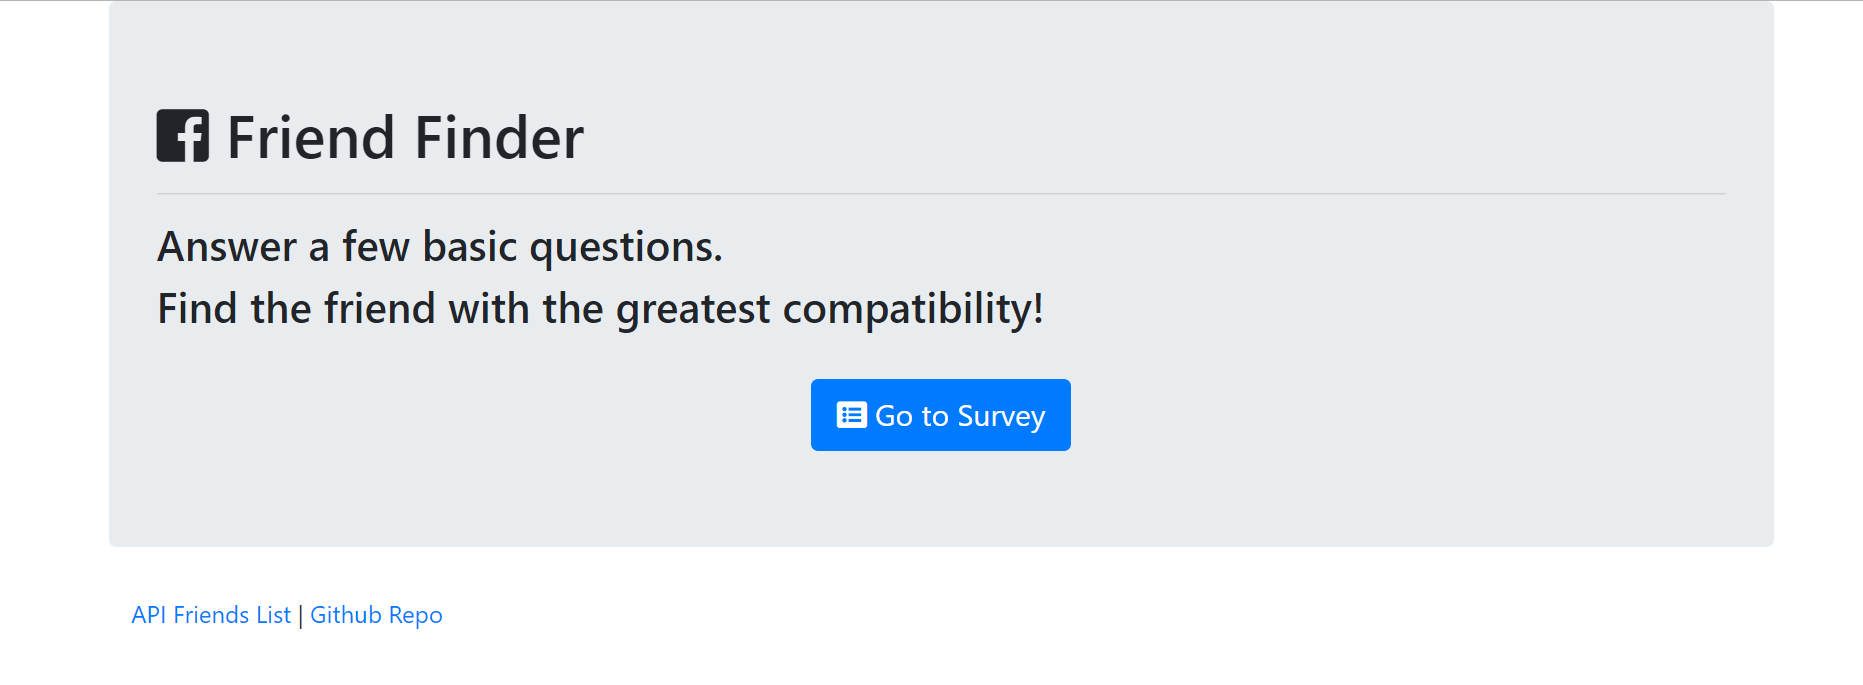 Friend Finder
Answer a few basic questions.
Find the friend with the greatest compatibility!
Go to Survey
API Friends List | Github Repo